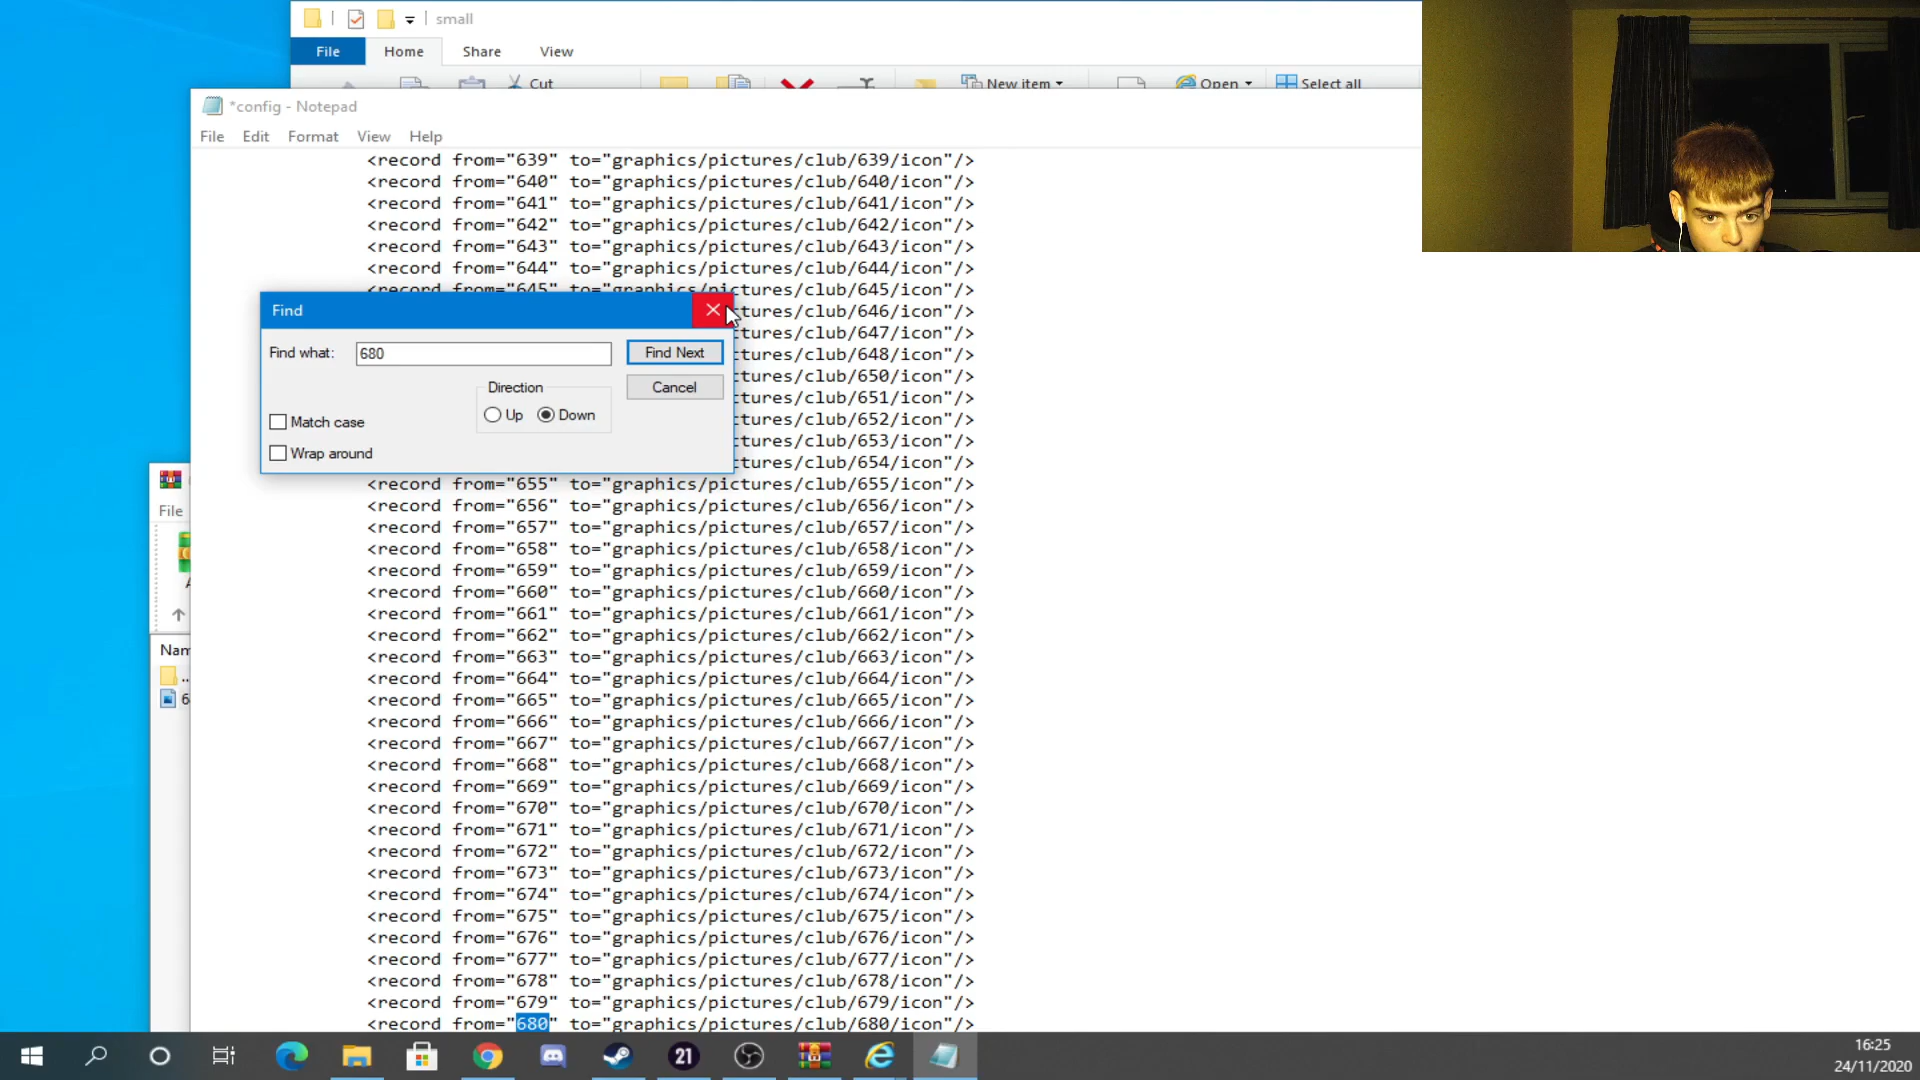 small
File Home Share View
Cut New item Open Select all
*config - Notepad
File Edit Format View Help
<record from="639" to="graphics/pictures/club/639/icon"/>
<record from="640" to="graphics/pictures/club/640/icon"/>
<record from="641" to="graphics/pictures/club/641/icon"/>
<record from="642" to="graphics/pictures/club/642/icon"/>
<record from="643" to="graphics/pictures/club/643/icon"/>
<record from="644" to="graphics/pictures/club/644/icon"/>
<record from="645" to="graphics/pictures/club/645/icon"/>
Find
ctures/club/646/icon"/>
ctures/club/647/icon"/>
Find what: 680 Find Next
ctures/club/648/icon"/>
ctures/club/650/icon"/>
Direction
Cancel
ctures/club/651/icon"/>
Up Down
Match case
ctures/club/652/icon"/>
ctures/club/653/icon"/>
Wrap around
ctures/club/654/icon"/>
<record from="655" to="graphics/pictures/club/655/icon"/>
<record from="656" to="graphics/pictures/club/656/icon"/>
File
<record from="657" to="graphics/pictures/club/657/icon"/>
<record from="658" to="graphics/pictures/club/658/icon"/>
<record from="659" to="graphics/pictures/club/659/icon"/>
<record from="660" to="graphics/pictures/club/660/icon"/>
<record from="661" to="graphics/pictures/club/661/icon"/>
<record from="662" to="graphics/pictures/club/662/icon"/>
Nam
<record from="663" to="graphics/pictures/club/663/icon"/>
<record from="664" to="graphics/pictures/club/664/icon"/>
..
<record from="665" to="graphics/pictures/club/665/icon"/>
6
<record from="666" to="graphics/pictures/club/666/icon"/>
<record from="667" to="graphics/pictures/club/667/icon"/>
<record from="668" to="graphics/pictures/club/668/icon"/>
<record from="669" to="graphics/pictures/club/669/icon"/>
<record from="670" to="graphics/pictures/club/670/icon"/>
<record from="671" to="graphics/pictures/club/671/icon"/>
<record from="672" to="graphics/pictures/club/672/icon"/>
<record from="673" to="graphics/pictures/club/673/icon"/>
<record from="674" to="graphics/pictures/club/674/icon"/>
<record from="675" to="graphics/pictures/club/675/icon"/>
<record from="676" to="graphics/pictures/club/676/icon"/>
<record from="677" to="graphics/pictures/club/677/icon"/>
<record from="678" to="graphics/pictures/club/678/icon"/>
<record from="679" to="graphics/pictures/club/679/icon"/>
<record from="680" to="graphics/pictures/club/680/icon"/>
21
16:25
24/11/2020